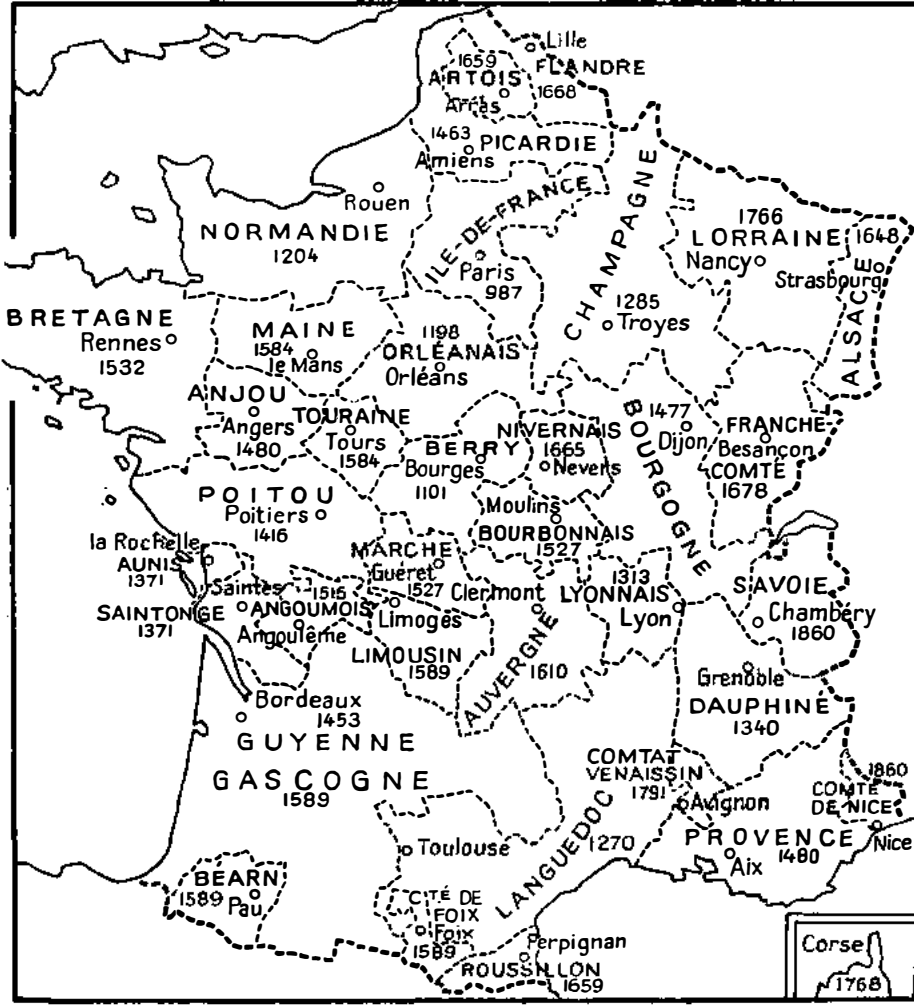 Lille
1659
FLANDRE
ARTOIS
1668
Arras
1463
PICARDIE
Amiens
Rouen
NORMANDIE
1204
ILE-DE-FRANCE
Paris
987
CHAMPAGNE
1285
Troyes
1766
LORRAINE
Nancy
1648
Strasbourg
ALSACE
BRETAGNE
Rennes
1532
MAINE
1584
le Mans
1198
ORLÉANAIS
Orléans
ANJOU
Angers
1480
TOURAINE
Tours
1584
BERRY
Bourges
1101
NIVERNAIS
1665
Nevers
BOURGOGNE
1477
Dijon
FRANCHE
Besançon
COMTÉ
1678
POITOU
Poitiers
1416
Moulins
BOURBONNAIS
1527
la Rochelle
AUNIS
1371
MARCHE
Guéret
1527
Saintes
SAINTONGE
1371
1515
ANGOUMOIS
Angoulême
Limoges
LIMOUSIN
1589
Clermont
AUVERGNE
1610
1313
LYONNAIS
Lyon
SAVOIE
Chambéry
1860
Grenoble
DAUPHINÉ
1340
Bordeaux
1453
GUYENNE
GASCOGNE
1589
COMTAT
VENAISSIN
1791
Avignon
1860
COMTÉ
DE NICE
Nice
PROVENCE
Aix
1480
Toulouse
LANGUEDOC
1270
BÉARN
1589
Pau
CITÉ DE
FOIX
Foix
1589
Perpignan
ROUSSILLON
1659
Corse
1768